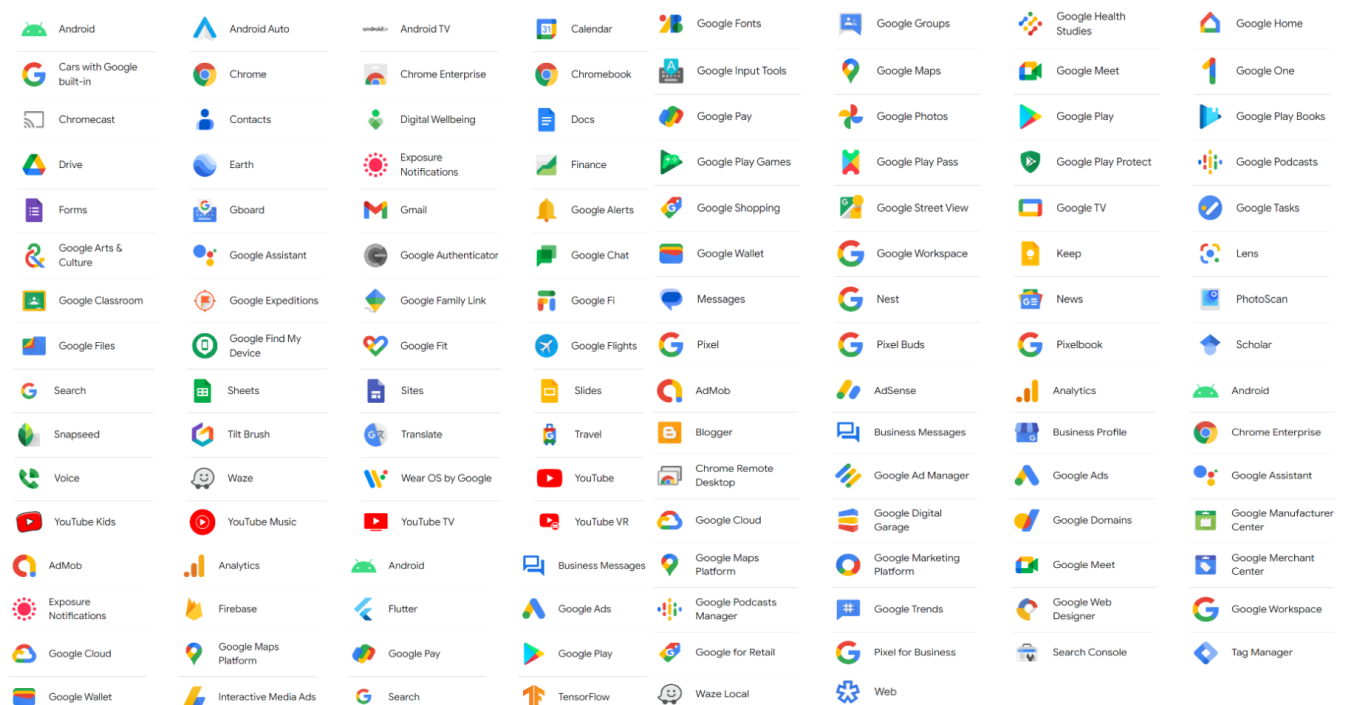 Android
Android Auto
androidtv
Android TV
31
Calendar
Google Fonts
Google Groups
Google Health
Studies
Google Home
Cars with Google
built-in
Chrome
Chrome Enterprise
Chromebook
Google Input Tools
Google Maps
Google Meet
Google One
Chromecast
Contacts
Digital Wellbeing
Docs
Google Pay
Google Photos
Google Play
Google Play Books
Drive
Earth
Exposure
Notifications
Finance
Google Play Games
Google Play Pass
Google Play Protect
Google Podcasts
Forms
Gboard
Gmail
Google Alerts
Google Shopping
Google Street View
Google TV
Google Tasks
Google Arts &
Culture
Google Assistant
Google Authenticator
Google Chat
Google Wallet
Google Workspace
Keep
Lens
Google Classroom
Google Expeditions
Google Family Link
Google Fi
Messages
Nest
News
PhotoScan
Google Files
Google Find My
Device
Google Fit
Google Flights
Pixel
Pixel Buds
Pixelbook
Scholar
Search
Sheets
Sites
Slides
AdMob
AdSense
Analytics
Android
Snapseed
Tilt Brush
Translate
Travel
Blogger
Business Messages
Business Profile
Chrome Enterprise
Voice
Waze
Wear OS by Google
YouTube
Chrome Remote
Desktop
Google Ad Manager
Google Ads
Google Assistant
YouTube Kids
YouTube Music
YouTube TV
YouTube VR
Google Cloud
Google Digital
Garage
Google Domains
Google Manufacturer
Center
AdMob
Analytics
Android
Business Messages
Google Maps
Platform
Google Marketing
Platform
Google Meet
Google Merchant
Center
Exposure
Notifications
Firebase
Flutter
Google Ads
Google Podcasts
Manager
Google Trends
Google Web
Designer
Google Workspace
Google Cloud
Google Maps
Platform
Google Pay
Google Play
Google for Retail
Pixel for Business
Search Console
Tag Manager
Google Wallet
Interactive Media Ads
Search
TensorFlow
Waze Local
Web